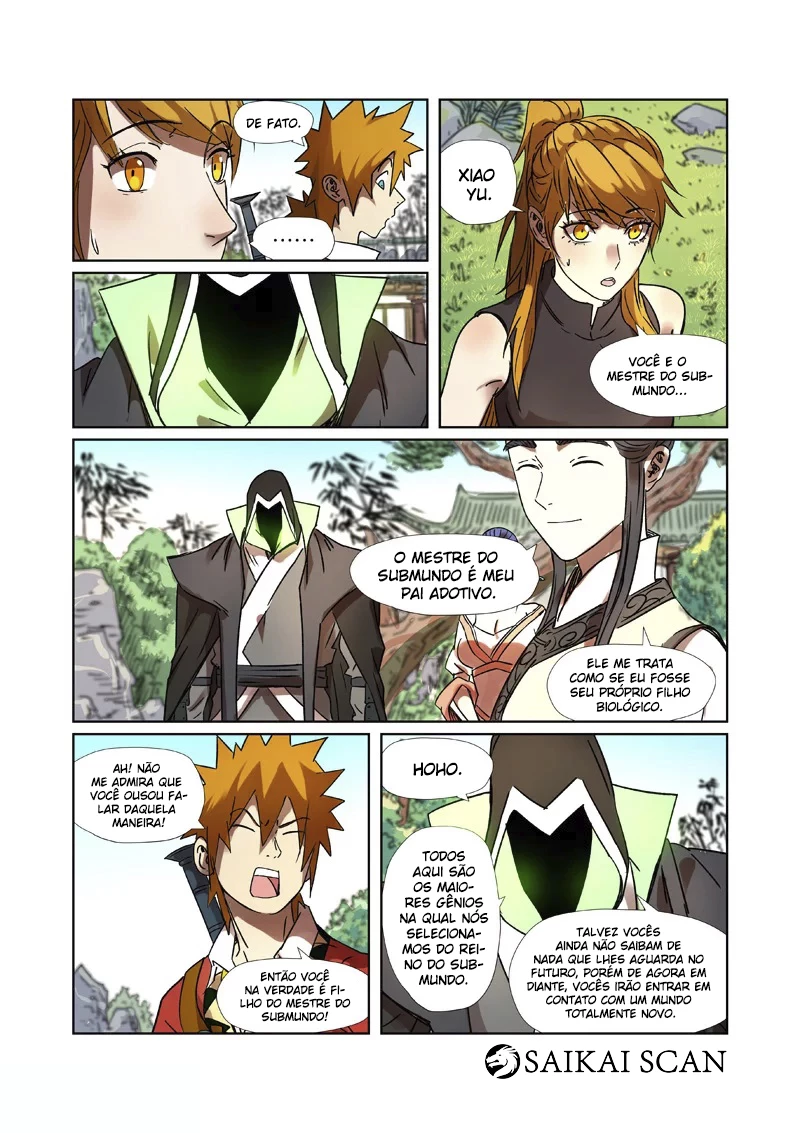 DE FATO.
......
XIAO
YU.
VOCÊ E O
MESTRE DO SUB-
MUNDO...
O MESTRE DO
SUBMUNDO É MEU
PAI ADOTIVO.
ELE ME TRATA
COMO SE EU FOSSE
SEU PRÓPRIO FILHO
BIOLÓGICO.
AH! NÃO
ME ADMIRA QUE
VOCÊ OUSOU FA-
LAR DAQUELA
MANEIRA!
ENTÃO VOCÊ
NA VERDADE É FI-
LHO DO MESTRE DO
SUBMUNDO!
HOHO.
TODOS
AQUI SÃO
OS MAIO-
RES GÊNIOS
NA QUAL NÓS
SELECIONA-
MOS DO REI-
NO DO SUB-
MUNDO.
TALVEZ VOCÊS
AINDA NÃO SAIBAM DE
NADA QUE LHES AGUARDA NO
FUTURO, PORÉM DE AGORA EM
DIANTE, VOCÊS IRÃO ENTRAR EM
CONTATO COM UM MUNDO
TOTALMENTE NOVO.
SAIKAI SCAN